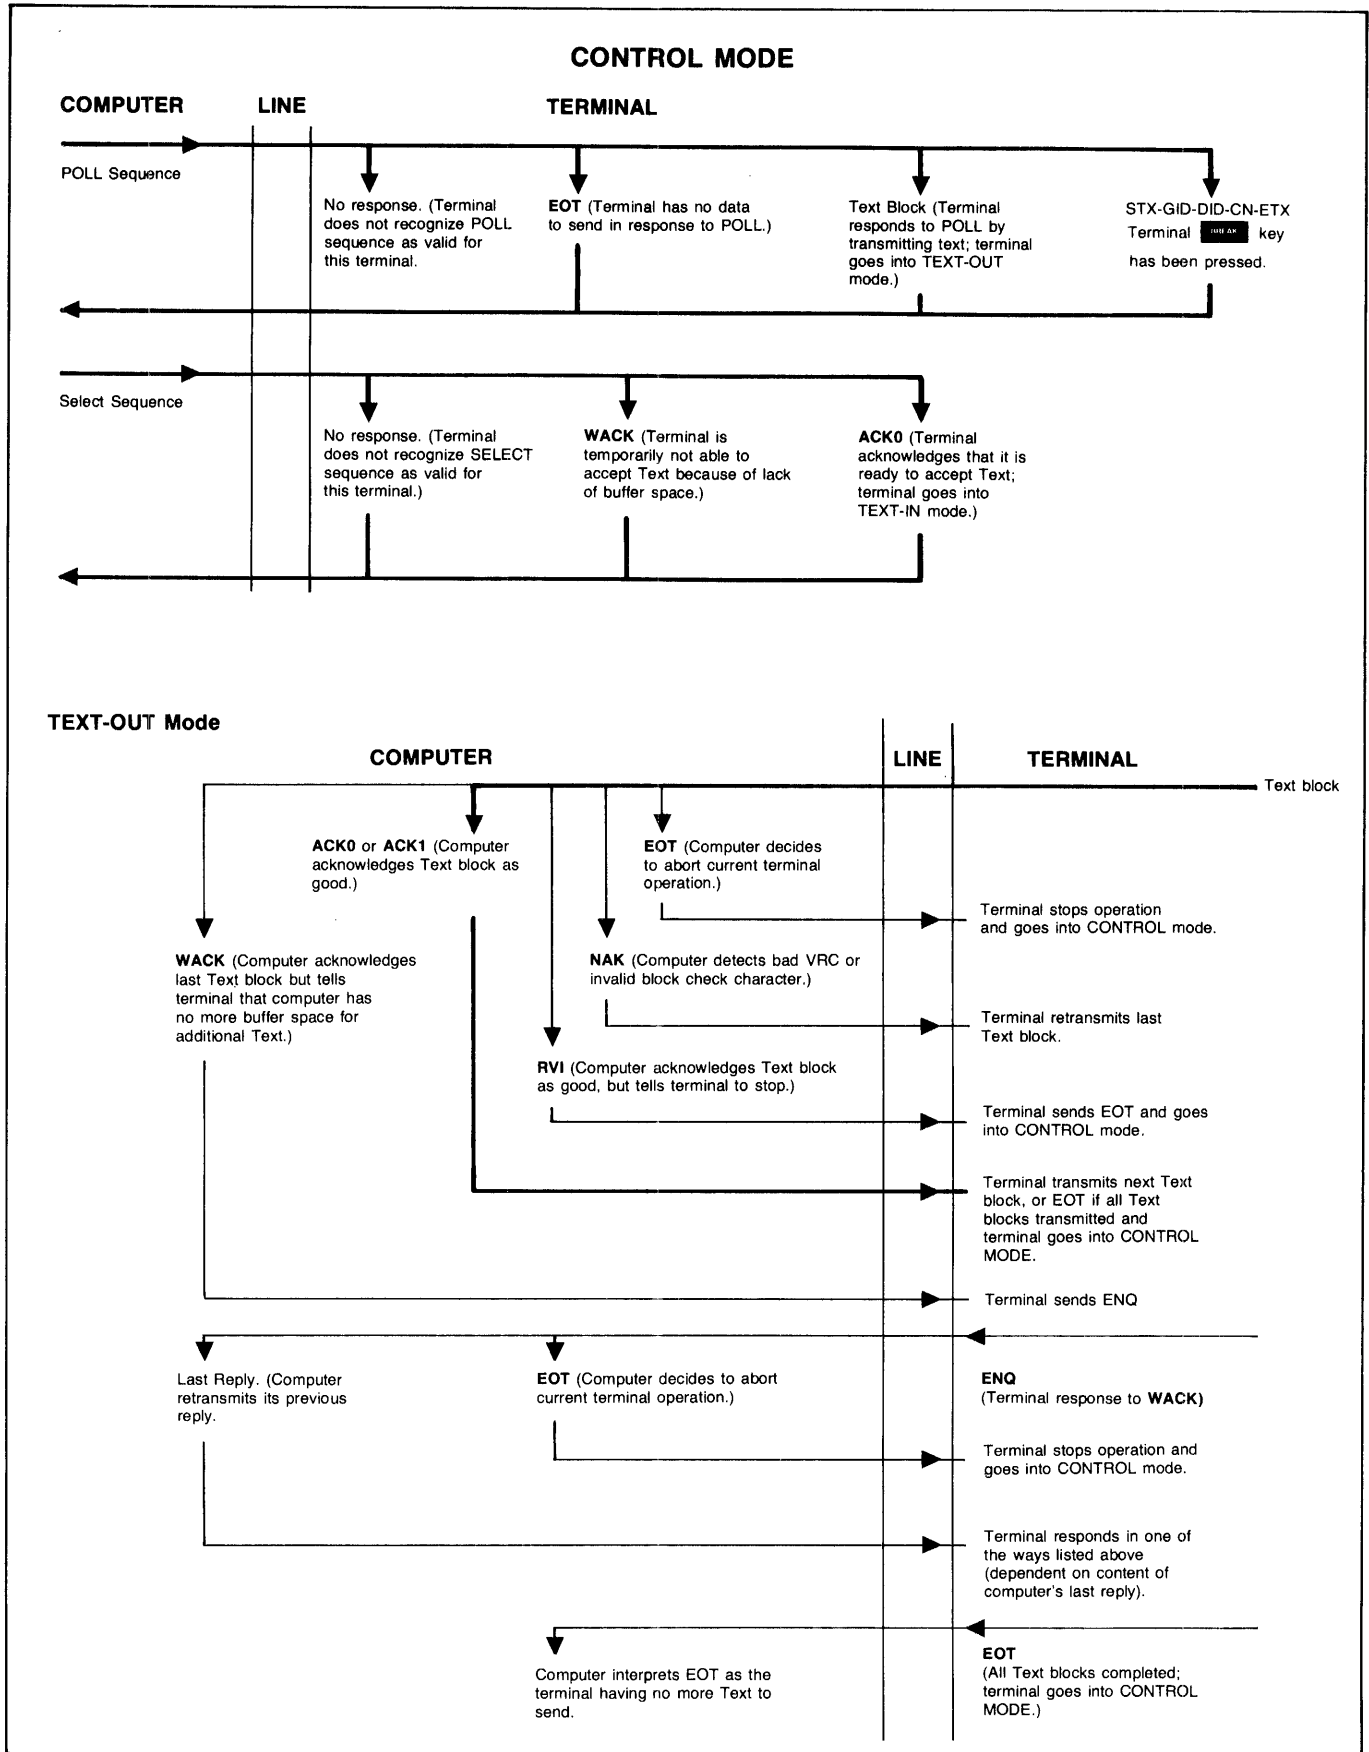 CONTROL MODE
COMPUTER
LINE
TERMINAL
POLL Sequence
No response. (Terminal
does not recognize POLL
sequence as valid for
this terminal.
EOT (Terminal has no data
to send in response to POLL.)
Text Block (Terminal
responds to POLL by
transmitting text; terminal
goes into TEXT-OUT
mode.)
STX-GID-DID-CN-ETX
Terminal BREAK key
has been pressed.
Select Sequence
No response. (Terminal
does not recognize SELECT
sequence as valid for
this terminal.)
WACK (Terminal is
temporarily not able to
accept Text because of lack
of buffer space.)
ACK0 (Terminal
acknowledges that it is
ready to accept Text;
terminal goes into
TEXT-IN mode.)
TEXT-OUT Mode
COMPUTER
LINE
TERMINAL
Text block
ACK0 or ACK1 (Computer
acknowledges Text block as
good.)
EOT (Computer decides
to abort current terminal
operation.)
Terminal stops operation
and goes into CONTROL mode.
WACK (Computer acknowledges
last Text block but tells
terminal that computer has
no more buffer space for
additional Text.)
NAK (Computer detects bad VRC or
invalid block check character.)
Terminal retransmits last
Text block.
RVI (Computer acknowledges Text block
as good, but tells terminal to stop.)
Terminal sends EOT and goes
into CONTROL mode.
Terminal transmits next Text
block, or EOT if all Text
blocks transmitted and
terminal goes into CONTROL
MODE.
Terminal sends ENQ
Last Reply. (Computer
retransmits its previous
reply.
EOT (Computer decides to abort
current terminal operation.)
ENQ
(Terminal response to WACK)
Terminal stops operation and
goes into CONTROL mode.
Terminal responds in one of
the ways listed above
(dependent on content of
computer's last reply).
Computer interprets EOT as the
terminal having no more Text to
send.
EOT
(All Text blocks completed;
terminal goes into CONTROL
MODE.)